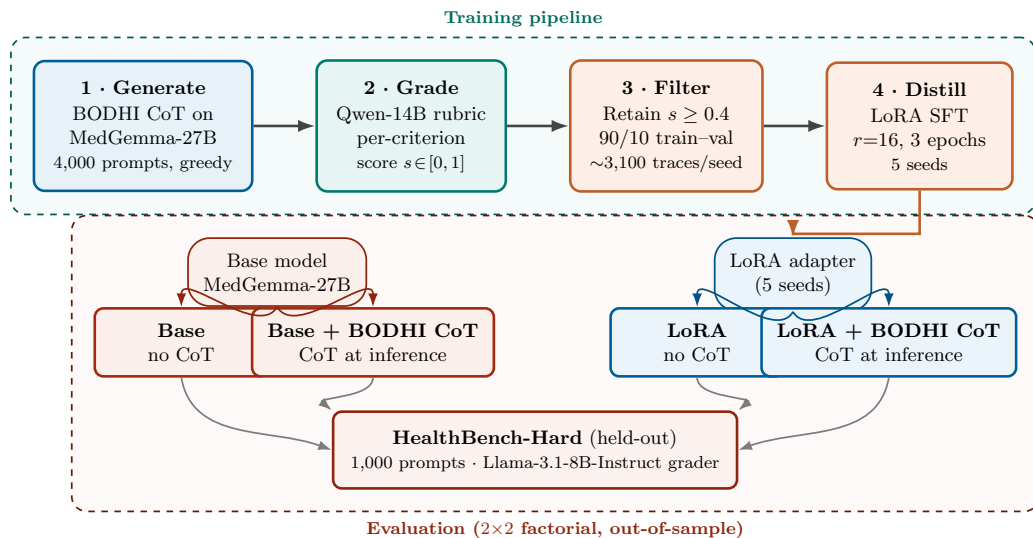 Training pipeline
1 · Generate
BODHI CoT on
MedGemma-27B
4,000 prompts, greedy
2 · Grade
Qwen-14B rubric
per-criterion
score s∈[0, 1]
3 · Filter
Retain s ≥ 0.4
90/10 train–val
~3,100 traces/seed
4 · Distill
LoRA SFT
r=16, 3 epochs
5 seeds
Base model
MedGemma-27B
LoRA adapter
(5 seeds)
Base
no CoT
Base + BODHI CoT
CoT at inference
LoRA
no CoT
LoRA + BODHI CoT
CoT at inference
HealthBench-Hard (held-out)
1,000 prompts · Llama-3.1-8B-Instruct grader
Evaluation (2×2 factorial, out-of-sample)